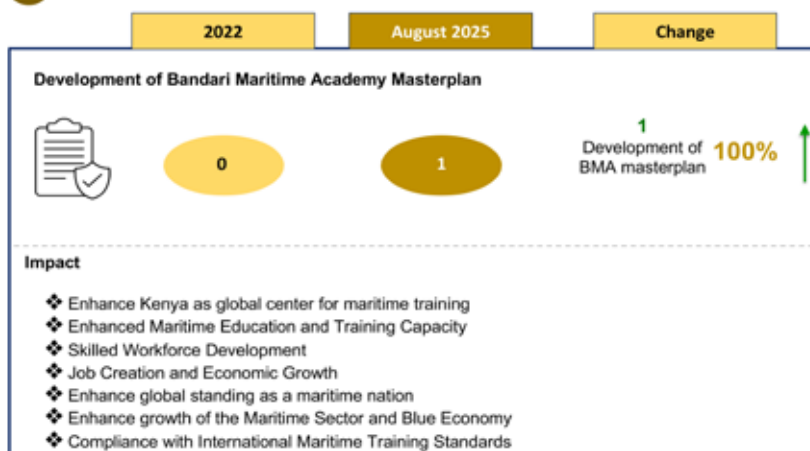 2022 August 2025 Change
Development of Bandari Maritime Academy Masterplan
0 1 1
Development of
BMA masterplan 100%
Impact
❖ Enhance Kenya as global center for maritime training
❖ Enhanced Maritime Education and Training Capacity
❖ Skilled Workforce Development
❖ Job Creation and Economic Growth
❖ Enhance global standing as a maritime nation
❖ Enhance growth of the Maritime Sector and Blue Economy
❖ Compliance with International Maritime Training Standards